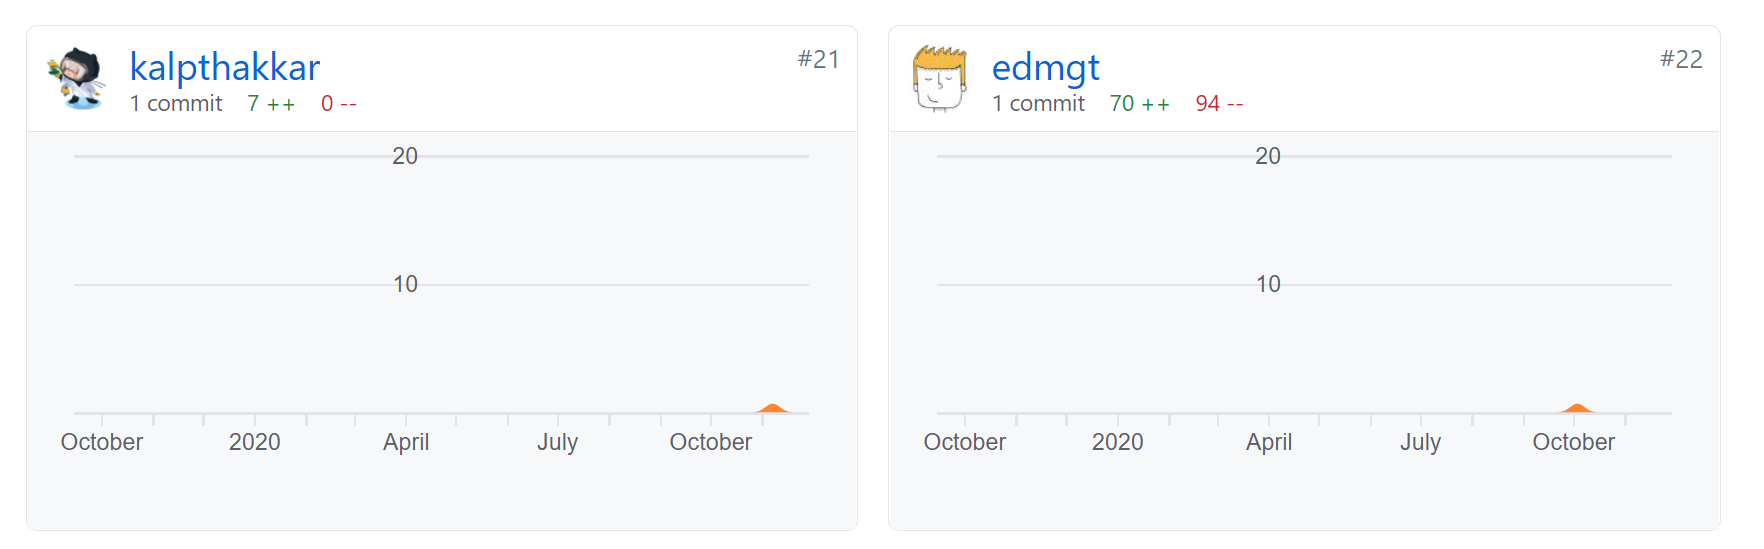 kalpthakkar
#21
1 commit 7 ++ 0 --
20
10
October 2020 April July October
edmgt
#22
1 commit 70 ++ 94 --
20
10
October 2020 April July October